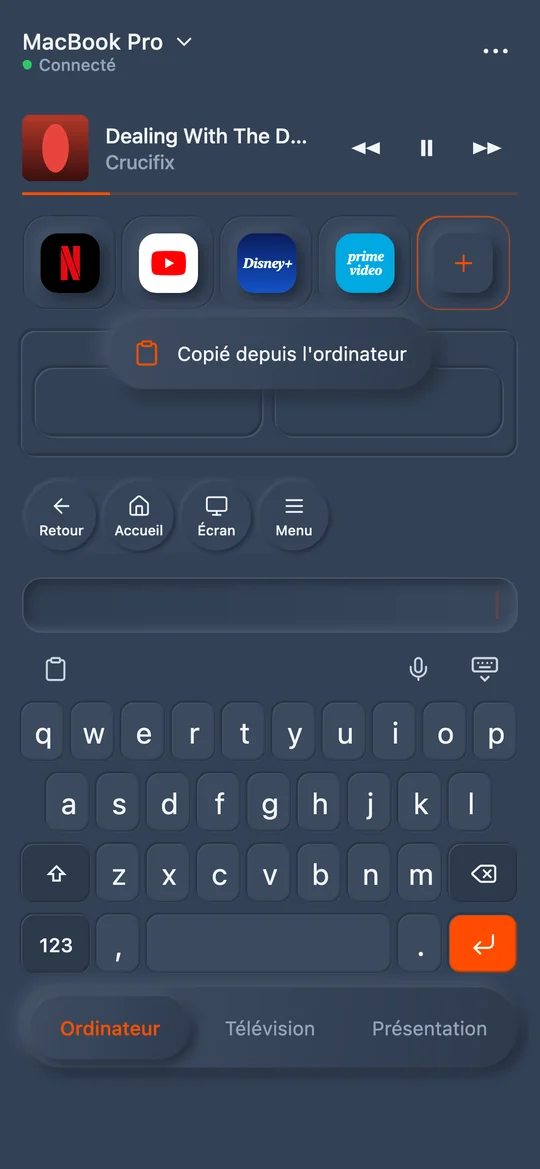 MacBook Pro
Connecté
Dealing With The D...
Crucifix
N
Disney+
prime
video
+
Copié depuis l'ordinateur
Retour Accueil Écran Menu
q w e r t y u i o p
a s d f g h j k l
z x c v b n m
123 , .
Ordinateur Télévision Présentation